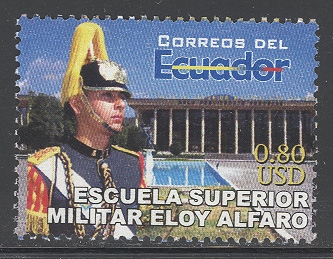 CORREOS DEL
Ecuador
0.80
USD
ESCUELA SUPERIOR
MILITAR ELOY ALFARO